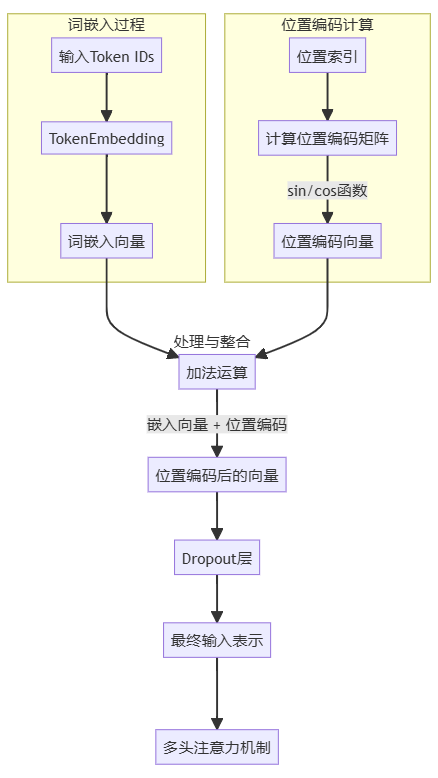 词嵌入过程
输入Token IDs
TokenEmbedding
词嵌入向量
位置编码计算
位置索引
计算位置编码矩阵
sin/cos函数
位置编码向量
处理与整合
加法运算
嵌入向量 + 位置编码
位置编码后的向量
Dropout层
最终输入表示
多头注意力机制